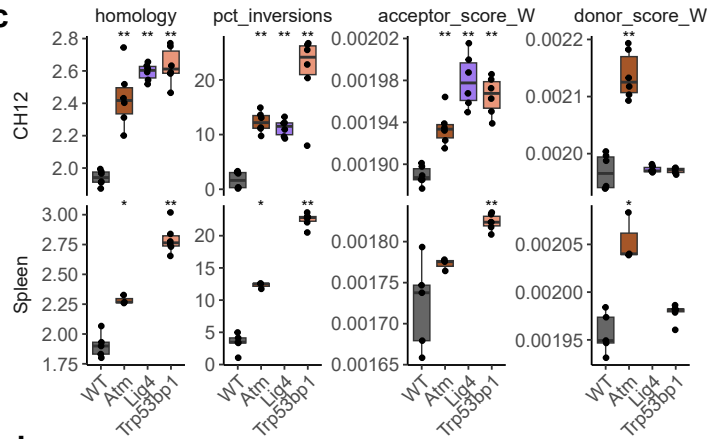 c
homology pct_inversions acceptor_score_W donor_score_W
CH12
2.8
2.6
2.4
2.2
2.0
**
**
**
20
10
0
**
**
**
0.00202
0.00198
0.00194
0.00190
**
**
**
0.0022
0.0021
0.0020
**
Spleen
3.00
2.75
2.50
2.25
2.00
1.75
*
**
20
15
10
5
0
*
**
0.00180
0.00175
0.00170
0.00165
**
0.00205
0.00200
0.00195
*
WT
Atm
Lig4
Trp53bp1
WT
Atm
Lig4
Trp53bp1
WT
Atm
Lig4
Trp53bp1
WT
Atm
Lig4
Trp53bp1